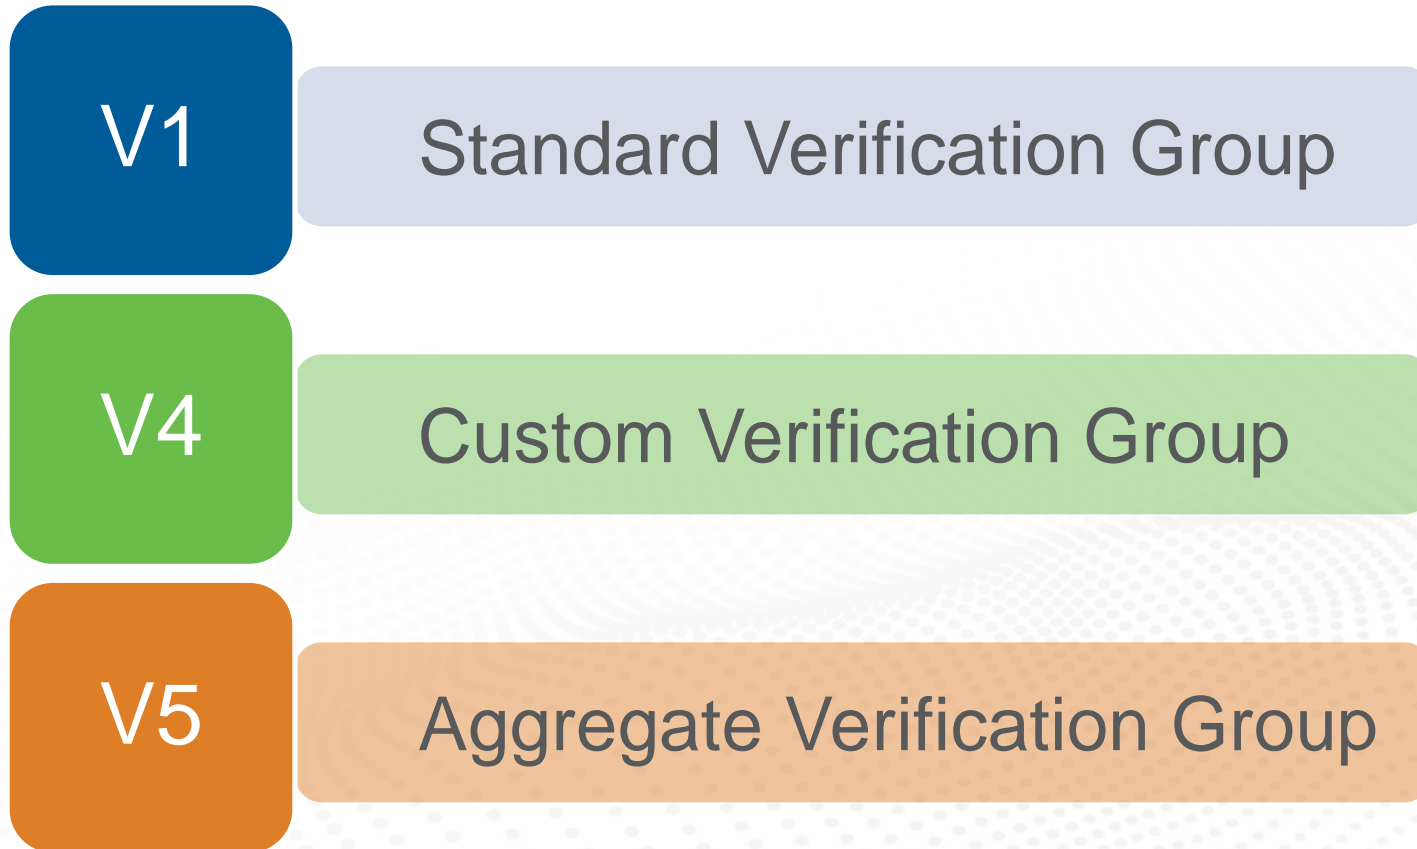 V1
Standard Verification Group
V4
Custom Verification Group
V5
Aggregate Verification Group